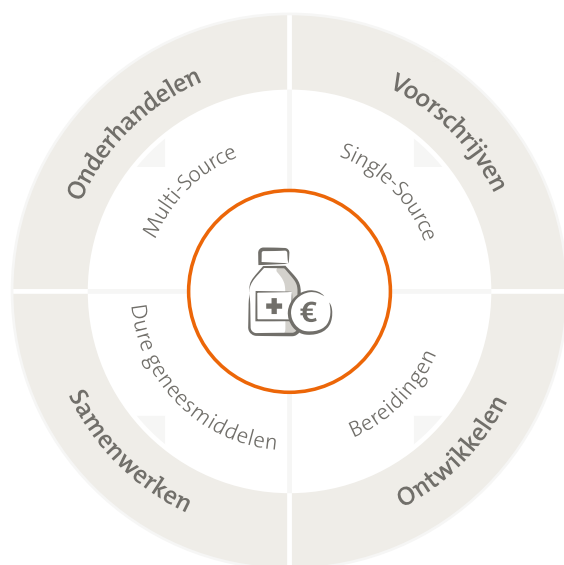 Onderhandelen
Voorschrijven
Multi-Source
Single-Source
€
Dure geneesmiddelen
Bereidingen
Samenwerken
Ontwikkelen